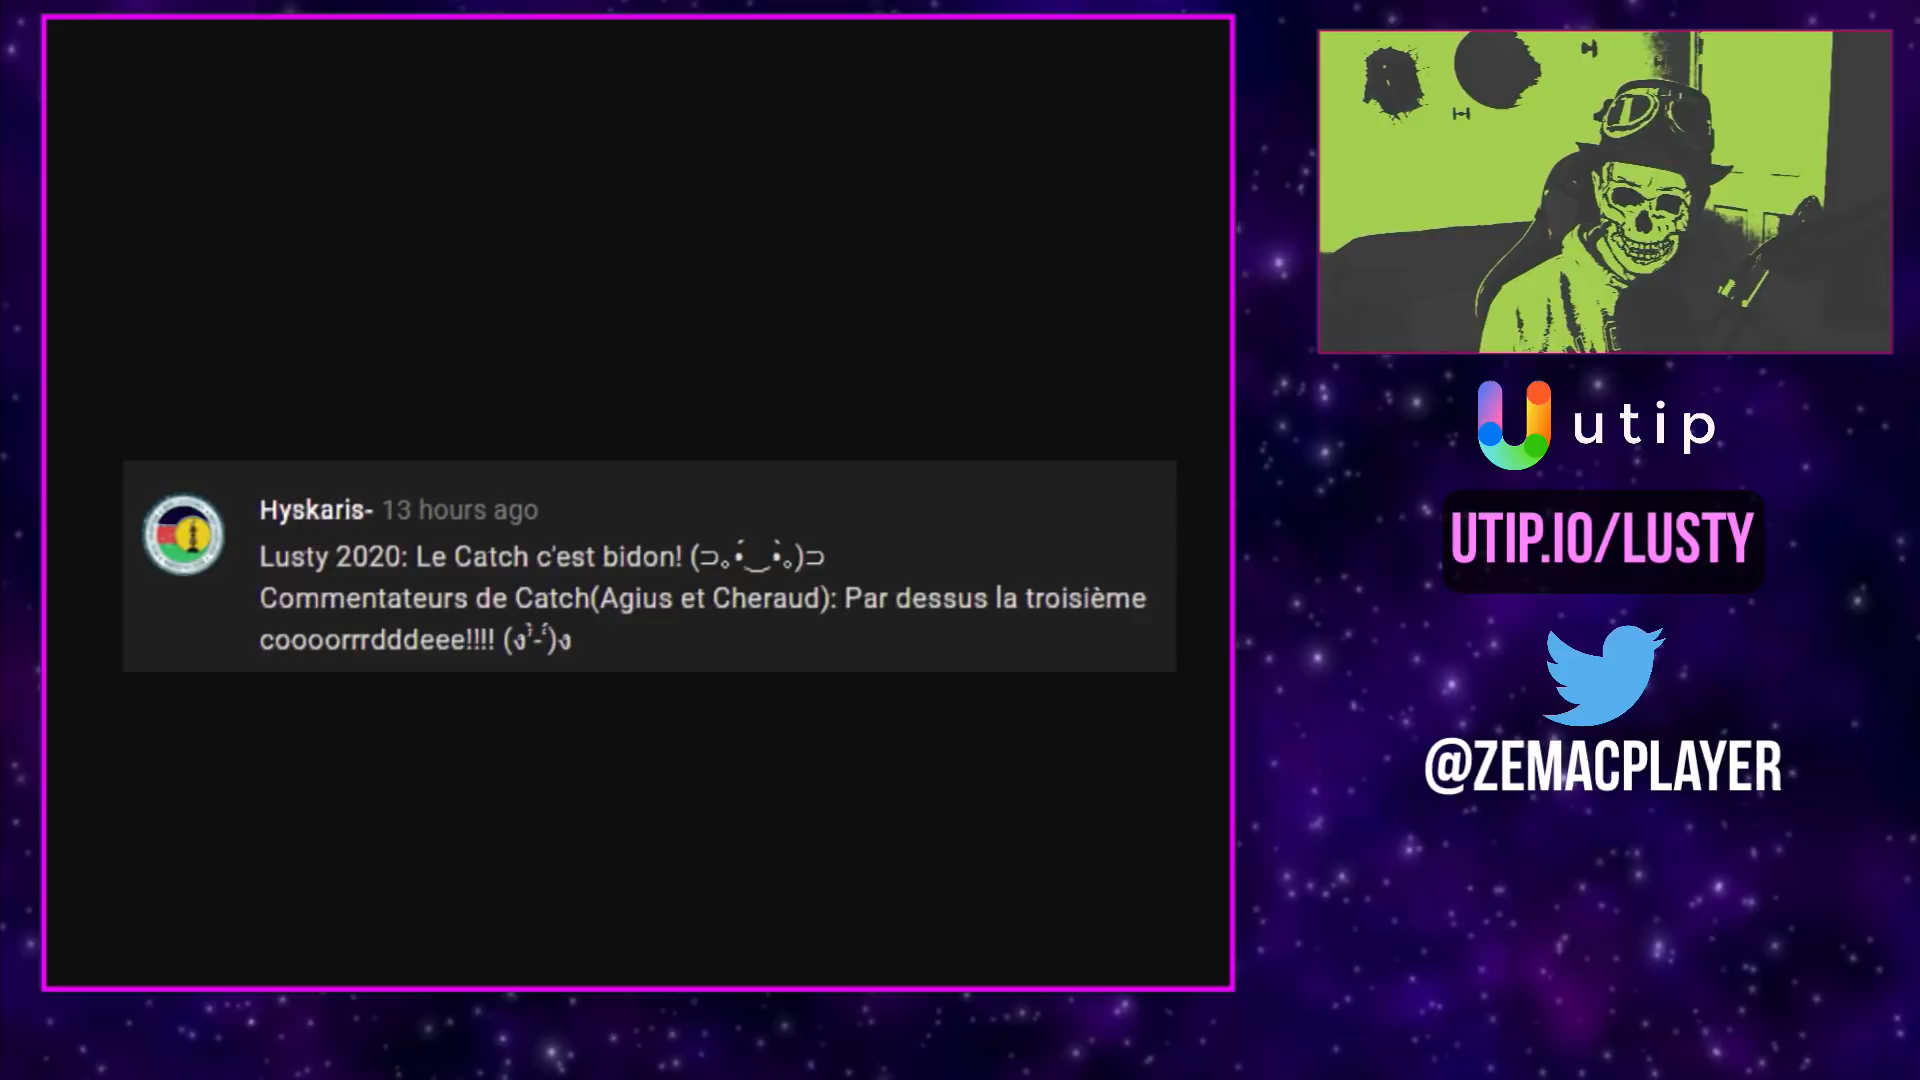 Hyskaris- 13 hours ago
Lusty 2020: Le Catch c'est bidon! (⊃｡•́‿•̀｡)⊃
Commentateurs de Catch(Agius et Cheraud): Par dessus la troisième
coooorrrdddeee!!!! (ง'̀-'́)ง
utip
UTIP.IO/LUSTY
@ZEMACPLAYER